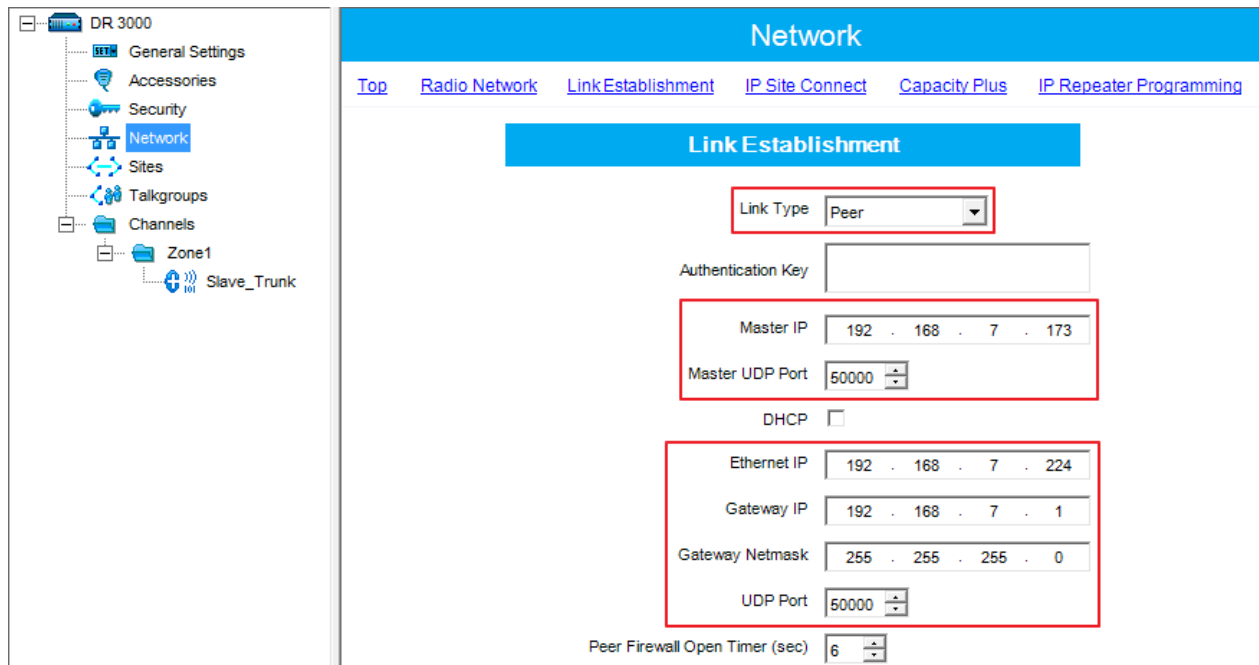 DR 3000
General Settings
Accessories
Security
Network
Sites
Talkgroups
Channels
Zone1
Slave_Trunk
Network
Top Radio Network Link Establishment IP Site Connect Capacity Plus IP Repeater Programming
Link Establishment
Link Type Peer
Authentication Key
Master IP 192 . 168 . 7 . 173
Master UDP Port 50000
DHCP
Ethernet IP 192 . 168 . 7 . 224
Gateway IP 192 . 168 . 7 . 1
Gateway Netmask 255 . 255 . 255 . 0
UDP Port 50000
Peer Firewall Open Timer (sec) 6